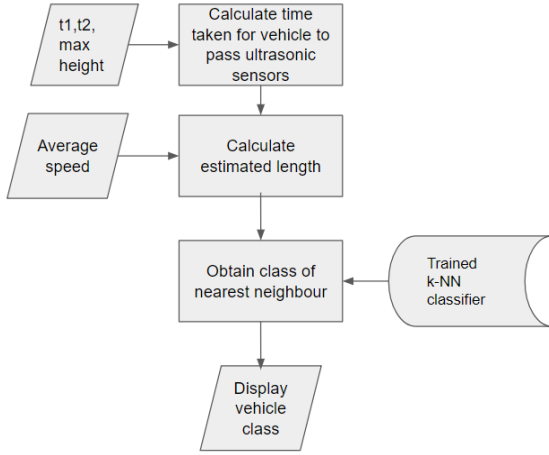 t1,t2,
max
height
Calculate time
taken for vehicle to
pass ultrasonic
sensors
Average
speed
Calculate
estimated length
Obtain class of
nearest neighbour
Trained
k-NN
classifier
Display
vehicle
class